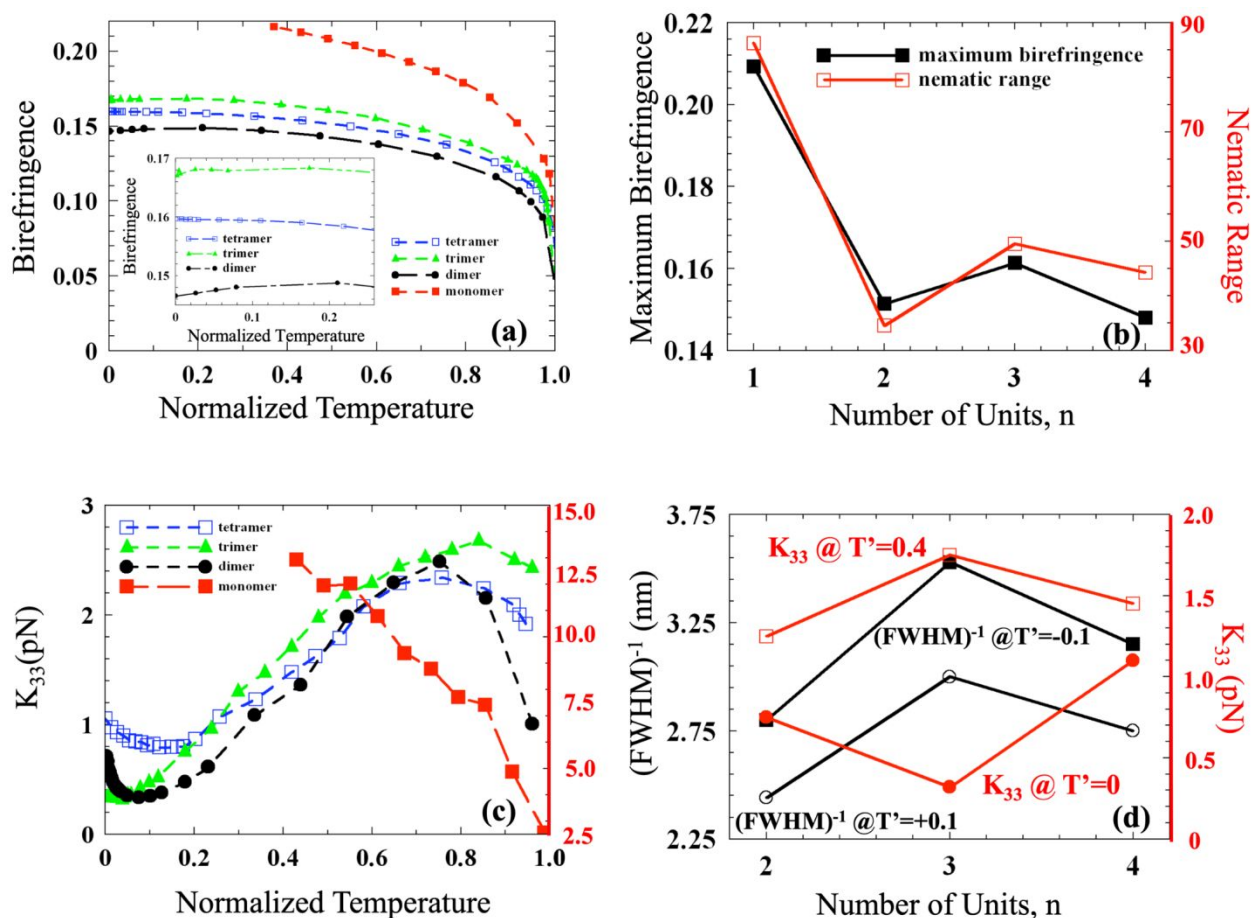 0.20
0.15
0.10
0.05
0
Birefringence
0.17
0.16
0.15
Birefringence
tetramer
trimer
dimer
0
0.10
0.2
Normalized Temperature
tetramer
trimer
dimer
monomer
(a)
0
0.2
0.4
0.6
0.8
1.0
Normalized Temperature
0.22
0.20
0.18
0.16
0.14
Maximum Birefringence
maximum birefringence
nematic range
90
70
50
30
Nematic Range
(b)
1
2
3
4
Number of Units, n
3
2
1
0
K33(pN)
tetramer
trimer
dimer
monomer
15.0
12.5
10.0
7.5
5.0
2.5
(c)
0
0.2
0.4
0.6
0.8
1.0
Normalized Temperature
3.75
3.25
2.75
2.25
(FWHM)-1 (nm)
K33 @ T’=0.4
(FWHM)-1 @T’=-0.1
K33 @ T’=0
(FWHM)-1 @T’=+0.1
(d)
2.0
1.5
1.0
0.5
0
K33 (pN)
2
3
4
Number of Units, n